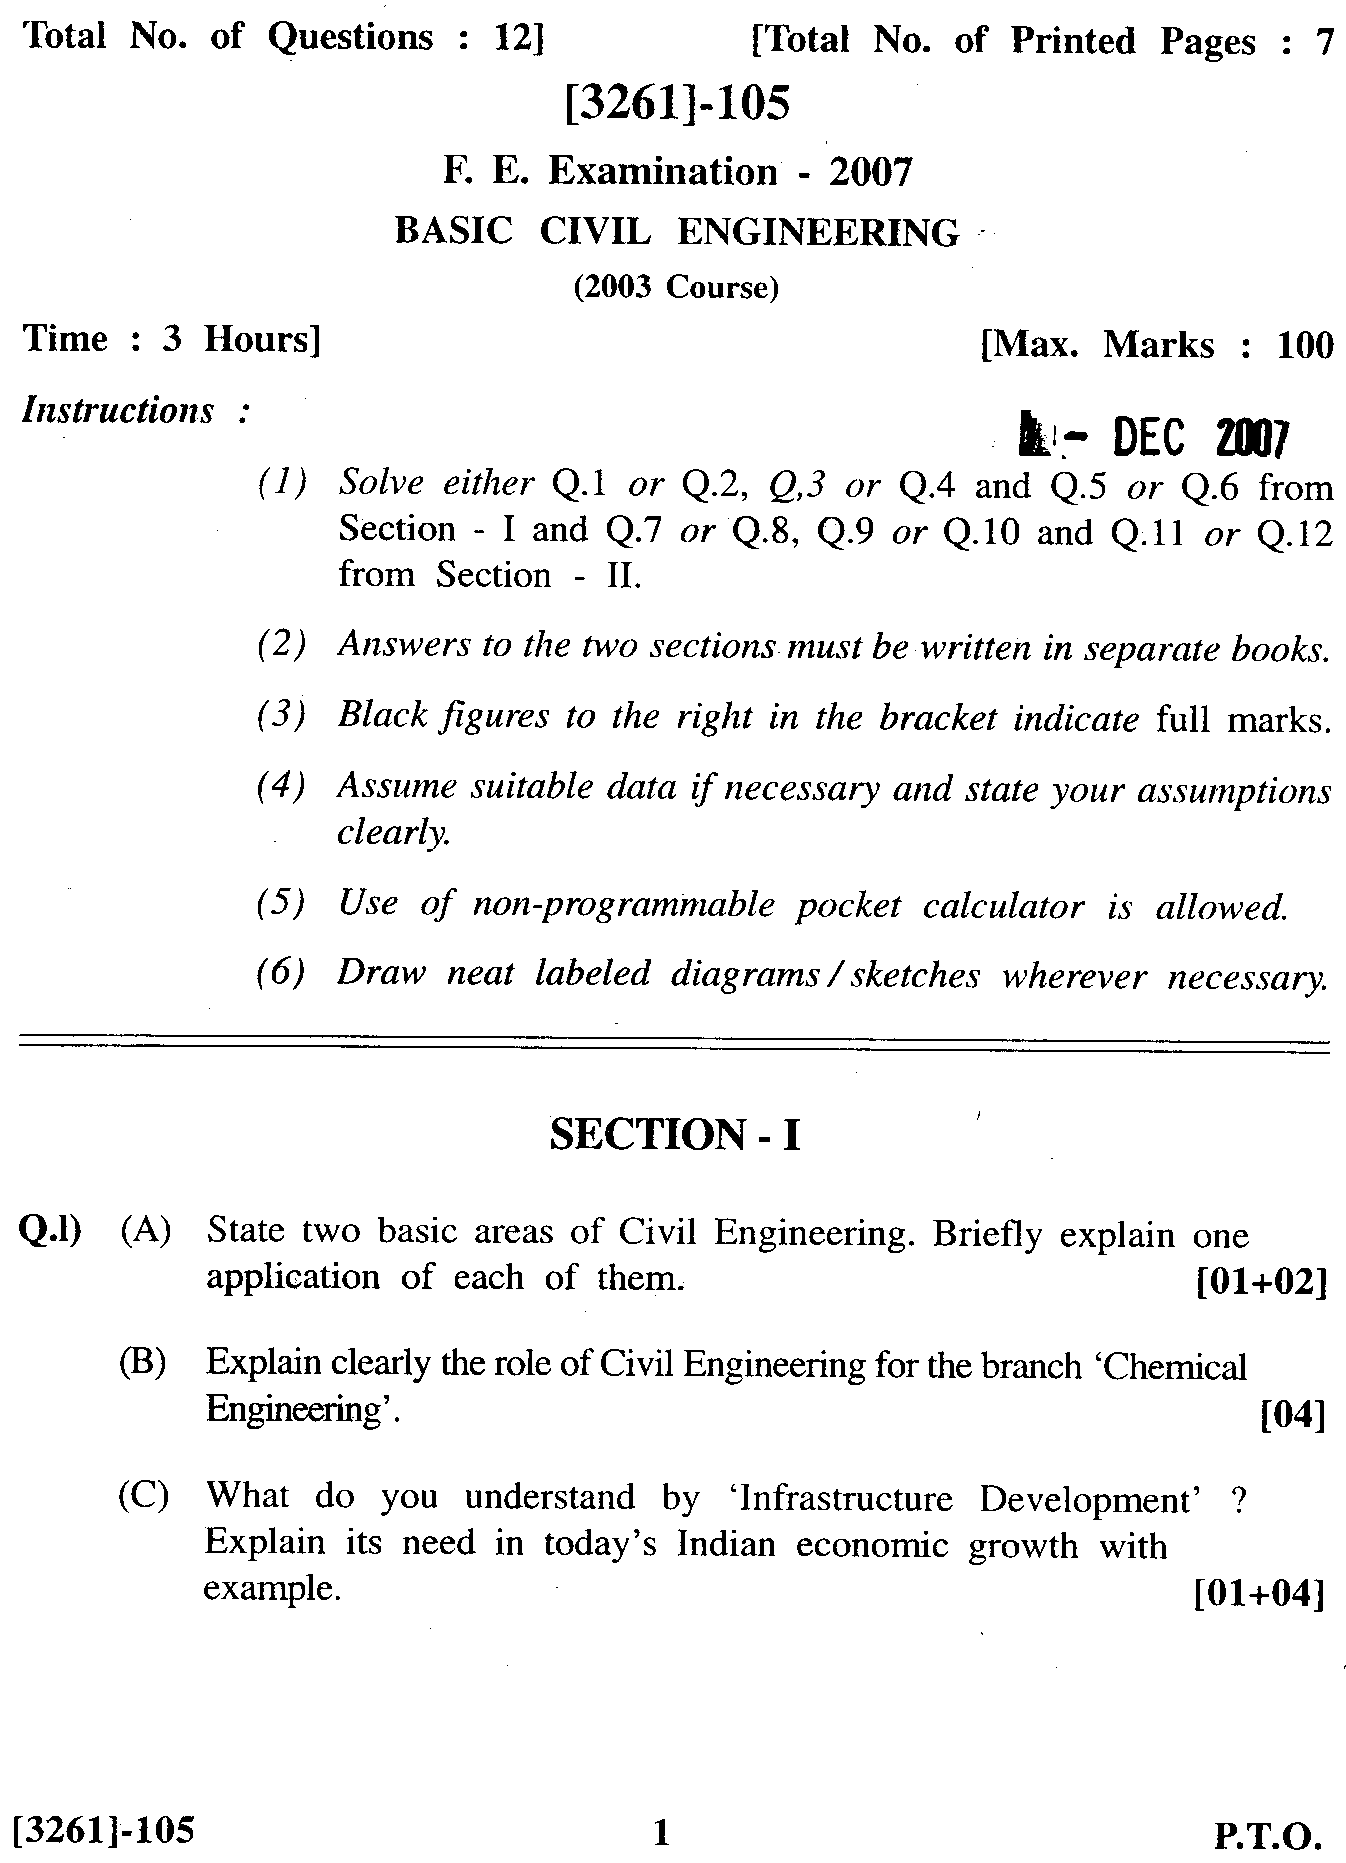 Total No. of Questions : 12] [Total No. of Printed Pages : 7
[3261]-105
F. E. Examination - 2007
BASIC CIVIL ENGINEERING
(2003 Course)
Time : 3 Hours] [Max. Marks : 100
Instructions :
- DEC 2007
(1) Solve either Q.1 or Q.2, Q,3 or Q.4 and Q.5 or Q.6 from
Section - I and Q.7 or Q.8, Q.9 or Q.10 and Q.11 or Q.12
from Section - II.
(2) Answers to the two sections must be written in separate books.
(3) Black figures to the right in the bracket indicate full marks.
(4) Assume suitable data if necessary and state your assumptions
clearly.
(5) Use of non-programmable pocket calculator is allowed.
(6) Draw neat labeled diagrams / sketches wherever necessary.
SECTION - I
Q.1) (A) State two basic areas of Civil Engineering. Briefly explain one
application of each of them. [01+02]
(B) Explain clearly the role of Civil Engineering for the branch ‘Chemical
Engineering’. [04]
(C) What do you understand by ‘Infrastructure Development’ ?
Explain its need in today’s Indian economic growth with
example. [01+04]
[3261]-105 1 P.T.O.